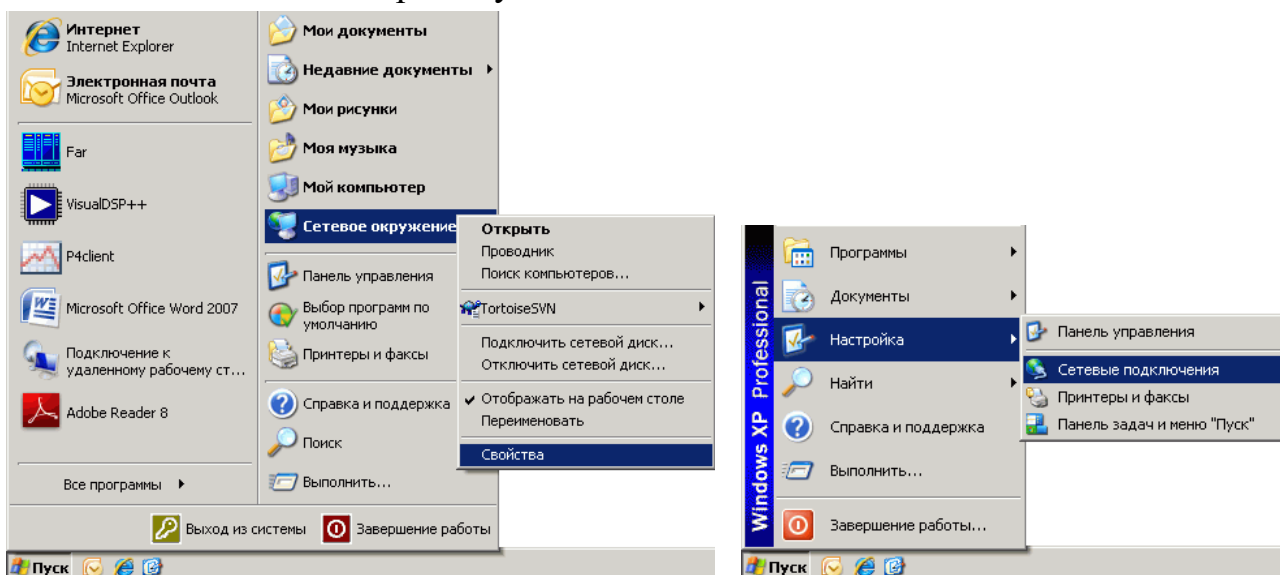 Интернет
Internet Explorer
Электронная почта
Microsoft Office Outlook
Far
VisualDSP++
P4client
Microsoft Office Word 2007
Подключение к
удаленному рабочему ст...
Adobe Reader 8
Все программы
Мои документы
Недавние документы
Мои рисунки
Моя музыка
Мой компьютер
Сетевое окружение
Панель управления
Выбор программ по
умолчанию
Принтеры и факсы
Справка и поддержка
Поиск
Выполнить...
Выход из системы
Завершение работы
Пуск
Открыть
Проводник
Поиск компьютеров...
TortoiseSVN
Подключить сетевой диск...
Отключить сетевой диск...
Отображать на рабочем столе
Переименовать
Свойства
Windows XP Professional
Программы
Документы
Настройка
Найти
Справка и поддержка
Выполнить...
Завершение работы...
Пуск
Панель управления
Сетевые подключения
Принтеры и факсы
Панель задач и меню "Пуск"